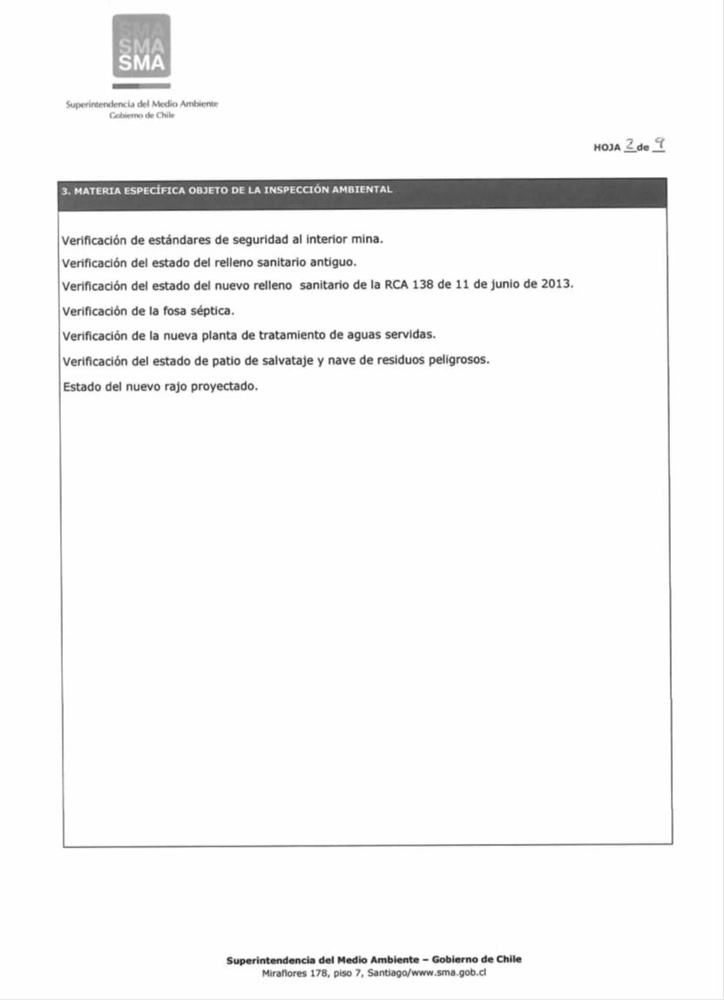 SMA
SMA
SMA
Superintendencia del Medio Ambiente
Gobierno de Chile
HOJA 2 de 9
3. MATERIA ESPECÍFICA OBJETO DE LA INSPECCIÓN AMBIENTAL
Verificación de estándares de seguridad al interior mina.
Verificación del estado del relleno sanitario antiguo.
Verificación del estado del nuevo relleno sanitario de la RCA 138 de 11 de junio de 2013.
Verificación de la fosa séptica.
Verificación de la nueva planta de tratamiento de aguas servidas.
Verificación del estado de patio de salvataje y nave de residuos peligrosos.
Estado del nuevo rajo proyectado.
Superintendencia del Medio Ambiente – Gobierno de Chile
Miraflores 178, piso 7, Santiago/www.sma.gob.cl